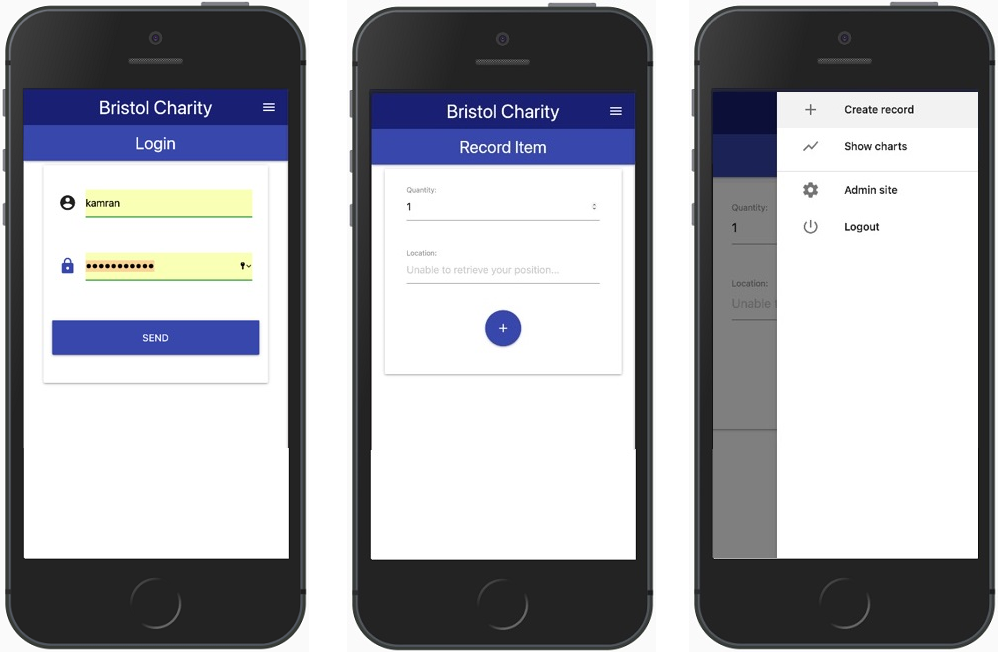 Bristol Charity
Login
kamran
•••••••••••
SEND
Bristol Charity
Record Item
Quantity:
1
Location:
Unable to retrieve your position...
+
Create record
Show charts
Admin site
Logout
Quantity:
1
Location:
Unable t